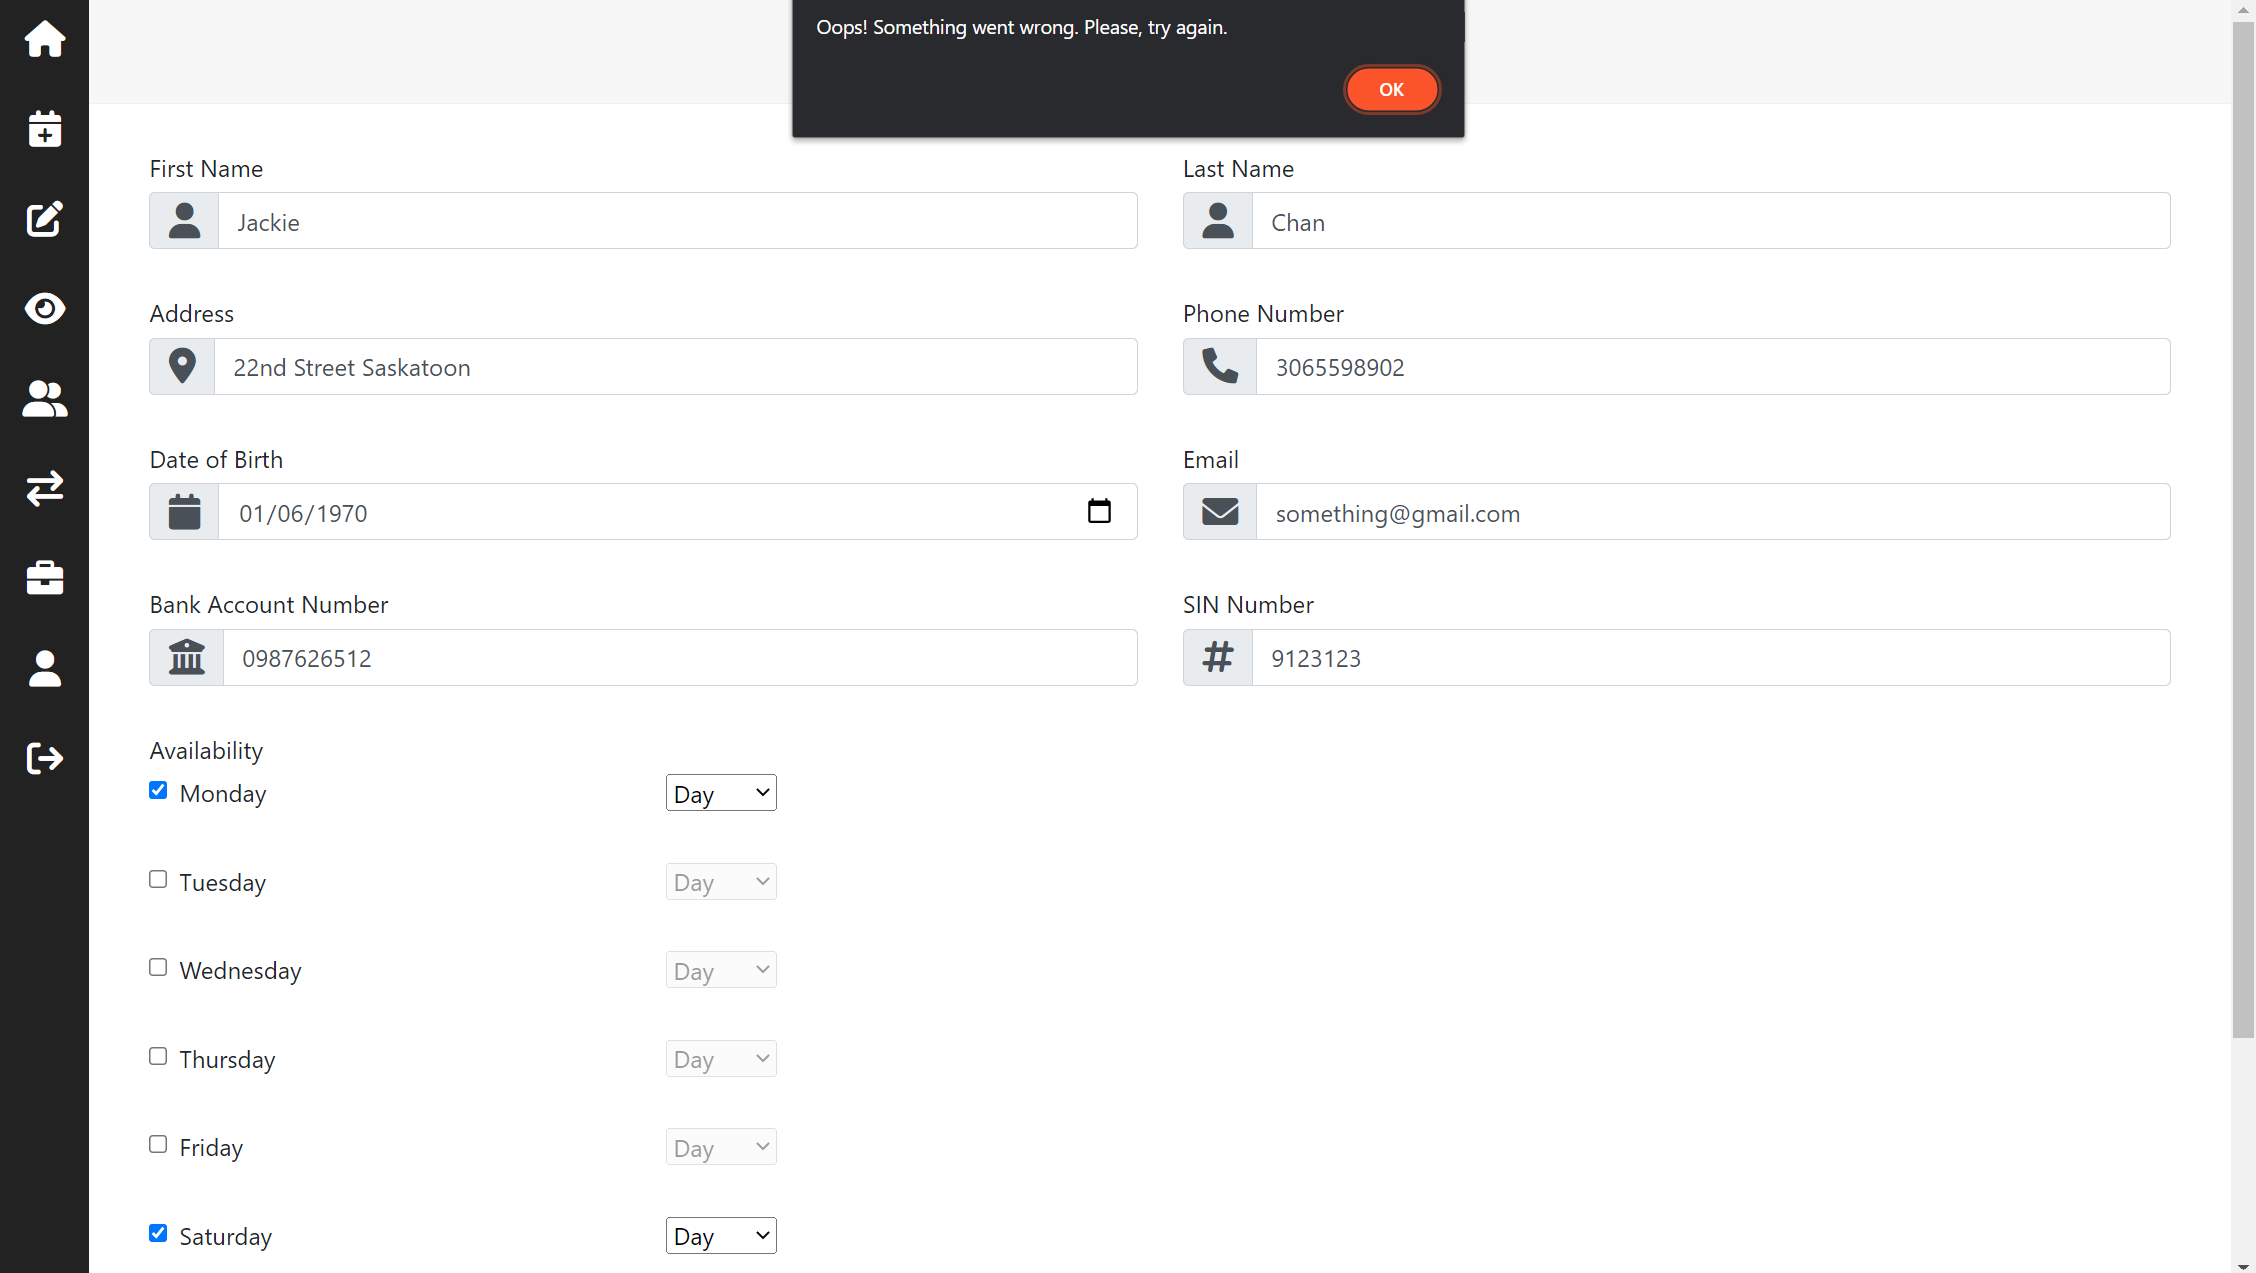 Oops! Something went wrong. Please, try again.
OK
First Name
Last Name
Jackie
Chan
Address
Phone Number
22nd Street Saskatoon
3065598902
Date of Birth
Email
01/06/1970
something@gmail.com
Bank Account Number
SIN Number
0987626512
9123123
Availability
Monday
Day
Tuesday
Day
Wednesday
Day
Thursday
Day
Friday
Day
Saturday
Day